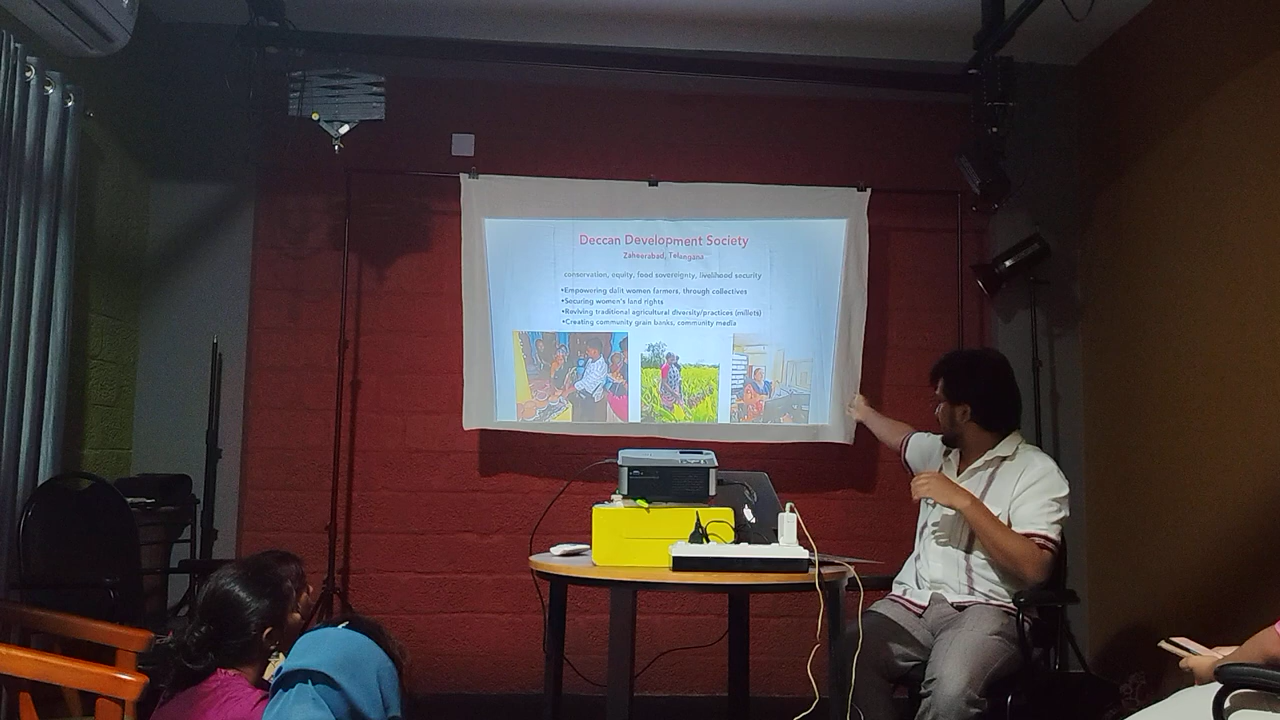 Deccan Development Society
Zaheerabad, Telangana
conservation, equity, food sovereignty, livelihood security
•Empowering dalit women farmers, through collectives
•Securing women's land rights
•Reviving traditional agricultural diversity/practices (millets)
•Creating community grain banks, community media